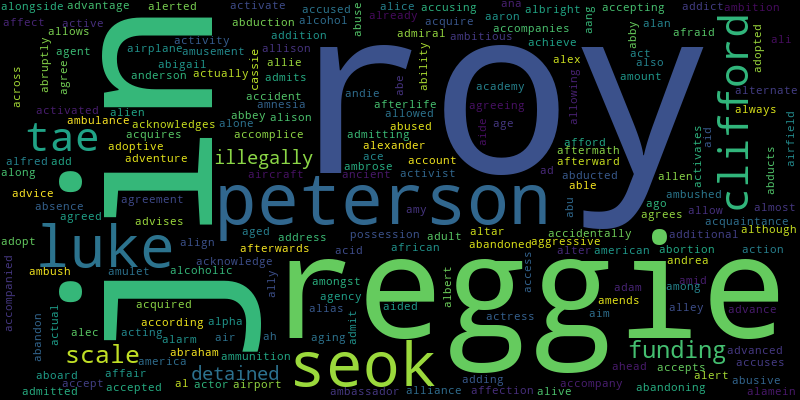 alongside advantage alerted activate accused alice accusing ana albright accepting addict ambition
affect active abduction alcohol abuse already acquire aaron accompanies aang alan afraid
abruptly allows airplane activity addition admiral ambitious achieve abby act also adopted ali
across agent amusement allison cassie ability alex amount
agree abigail actually allie
anderson admits andie abe academy allowing alternate
activated alien accident amnesia afterlife agreeing always
ambulance acknowledges alone abbey alison allowed aide age afford aid airfield
jiriu
roy
clifford
tae
acquires accomplice admitting abused aftermath activates
adoptive alexander afterward
alfred add adventure illegally ace account abducts
along aircraft ancient ambrose activist ad abducted allen
advice able ambushed
absence agreement peterson amy abu ago allow almost
agreed advises agrees acquaintance
luke
adopt align aged address possession adult altar accidentally additional although
afterwards acid african abandoned aggressive alter american abortion action
accompanied ambush amulet alcoholic acknowledge ally andrea
reggie
amongst albert access adam amid among
abandon actual acquired agency aided amends advance
according alpha alias admit actress aim alley
alec acting alarm air ah aging
scale america abraham ammunition seok funding advanced
aboard affair detained ahead accepts accuses
admitted accept accepted al actor airport ambassador alliance adding affection alive accompany abandoning alert abusive alamein